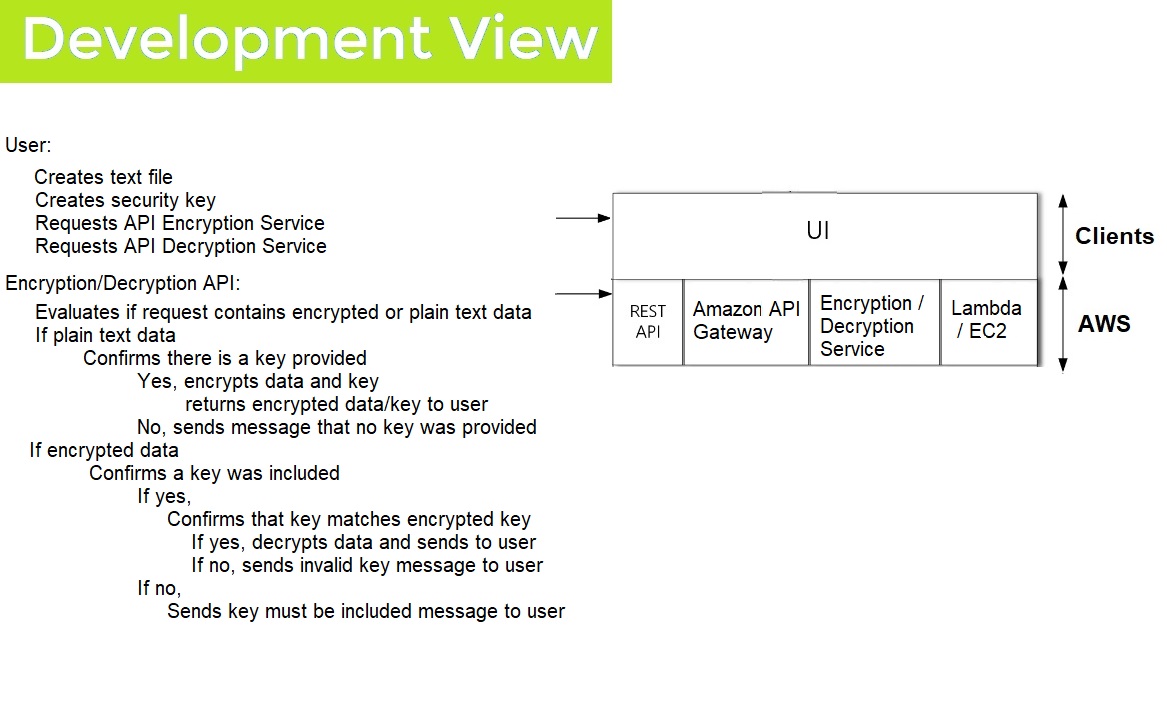 Development View
User:
Creates text file
Creates security key
Requests API Encryption Service
Requests API Decryption Service
Encryption/Decryption API:
Evaluates if request contains encrypted or plain text data
If plain text data
Confirms there is a key provided
Yes, encrypts data and key
returns encrypted data/key to user
No, sends message that no key was provided
If encrypted data
Confirms a key was included
If yes,
Confirms that key matches encrypted key
If yes, decrypts data and sends to user
If no, sends invalid key message to user
If no,
Sends key must be included message to user
UI
Clients
REST
API
Amazon API
Gateway
Encryption /
Decryption
Service
Lambda
/ EC2
AWS